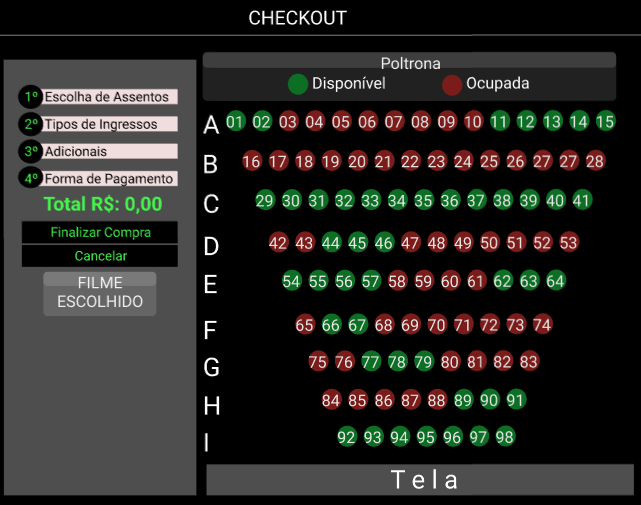 CHECKOUT
1º Escolha de Assentos
2º Tipos de Ingressos
3º Adicionais
4º Forma de Pagamento
Total R$: 0,00
Finalizar Compra
Cancelar
FILME
ESCOLHIDO
Poltrona
Disponível Ocupada
A 01 02 03 04 05 06 07 08 09 10 11 12 13 14 15
B 16 17 18 19 20 21 22 23 24 25 26 27 27 28
C 29 30 31 32 33 34 35 36 37 38 39 40 41
D 42 43 44 45 46 47 48 49 50 51 52 53
E 54 55 56 57 58 59 60 61 62 63 64
F 65 66 67 68 69 70 71 72 73 74
G 75 76 77 78 79 80 81 82 83
H 84 85 86 87 88 89 90 91
I 92 93 94 95 96 97 98
Tela